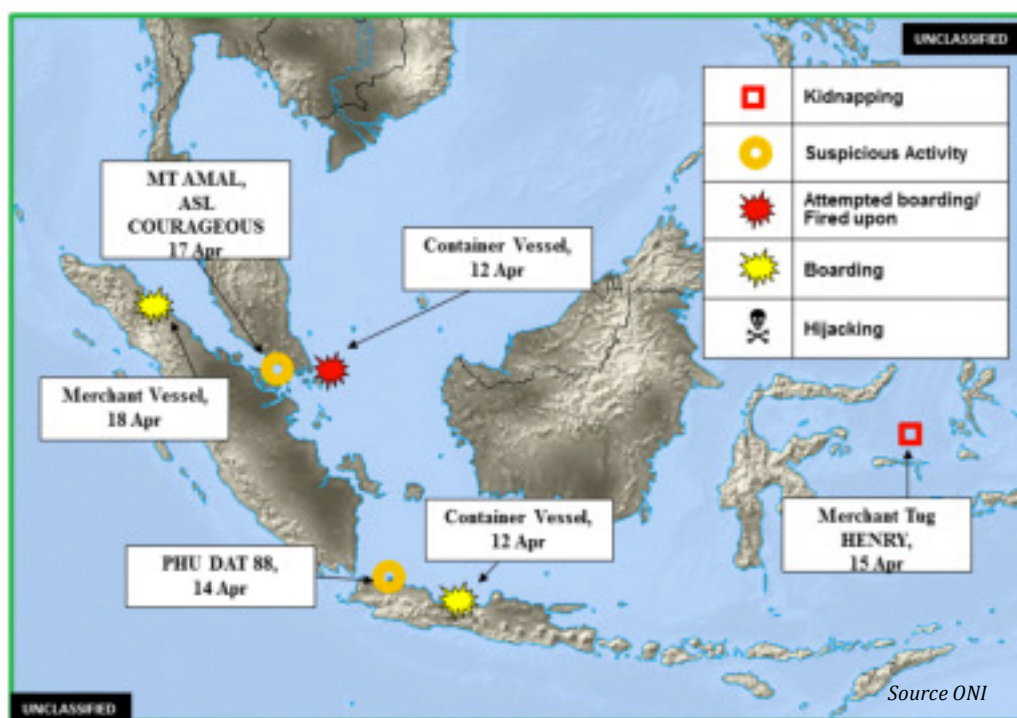 UNCLASSIFIED
Kidnapping
Suspicious Activity
Attempted boarding/
Fired upon
Boarding
Hijacking
MT AMAL,
ASL
COURAGEOUS
17 Apr
Container Vessel,
12 Apr
Merchant Vessel,
18 Apr
Container Vessel,
12 Apr
Merchant Tug
HENRY,
15 Apr
PHU DAT 88,
14 Apr
Source ONI
UNCLASSIFIED